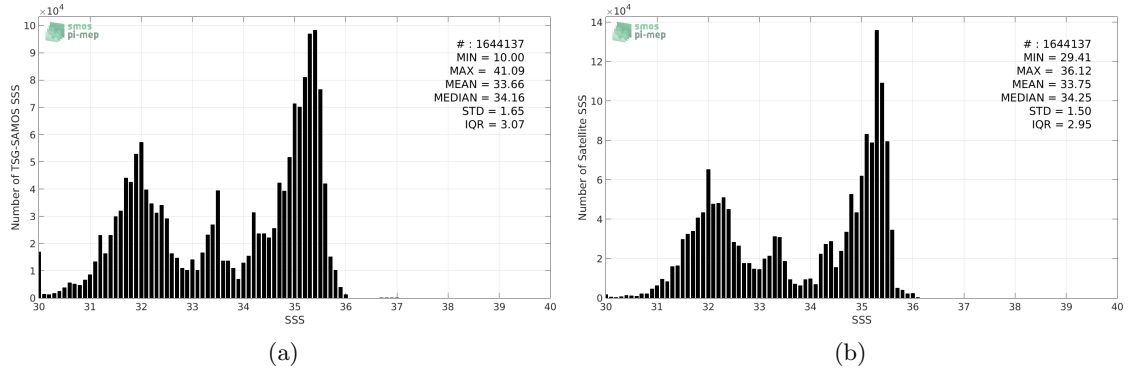 ×10⁴
smos
pi-mep
# : 1644137
MIN = 10.00
MAX = 41.09
MEAN = 33.66
MEDIAN = 34.16
STD = 1.65
IQR = 3.07
Number of TSG-SAMOS SSS
10
9
8
7
6
5
4
3
2
1
0
30 31 32 33 34 35 36 37 38 39 40
SSS
(a)
×10⁴
smos
pi-mep
# : 1644137
MIN = 29.41
MAX = 36.12
MEAN = 33.75
MEDIAN = 34.25
STD = 1.50
IQR = 2.95
Number of Satellite SSS
14
12
10
8
6
4
2
0
30 31 32 33 34 35 36 37 38 39 40
SSS
(b)